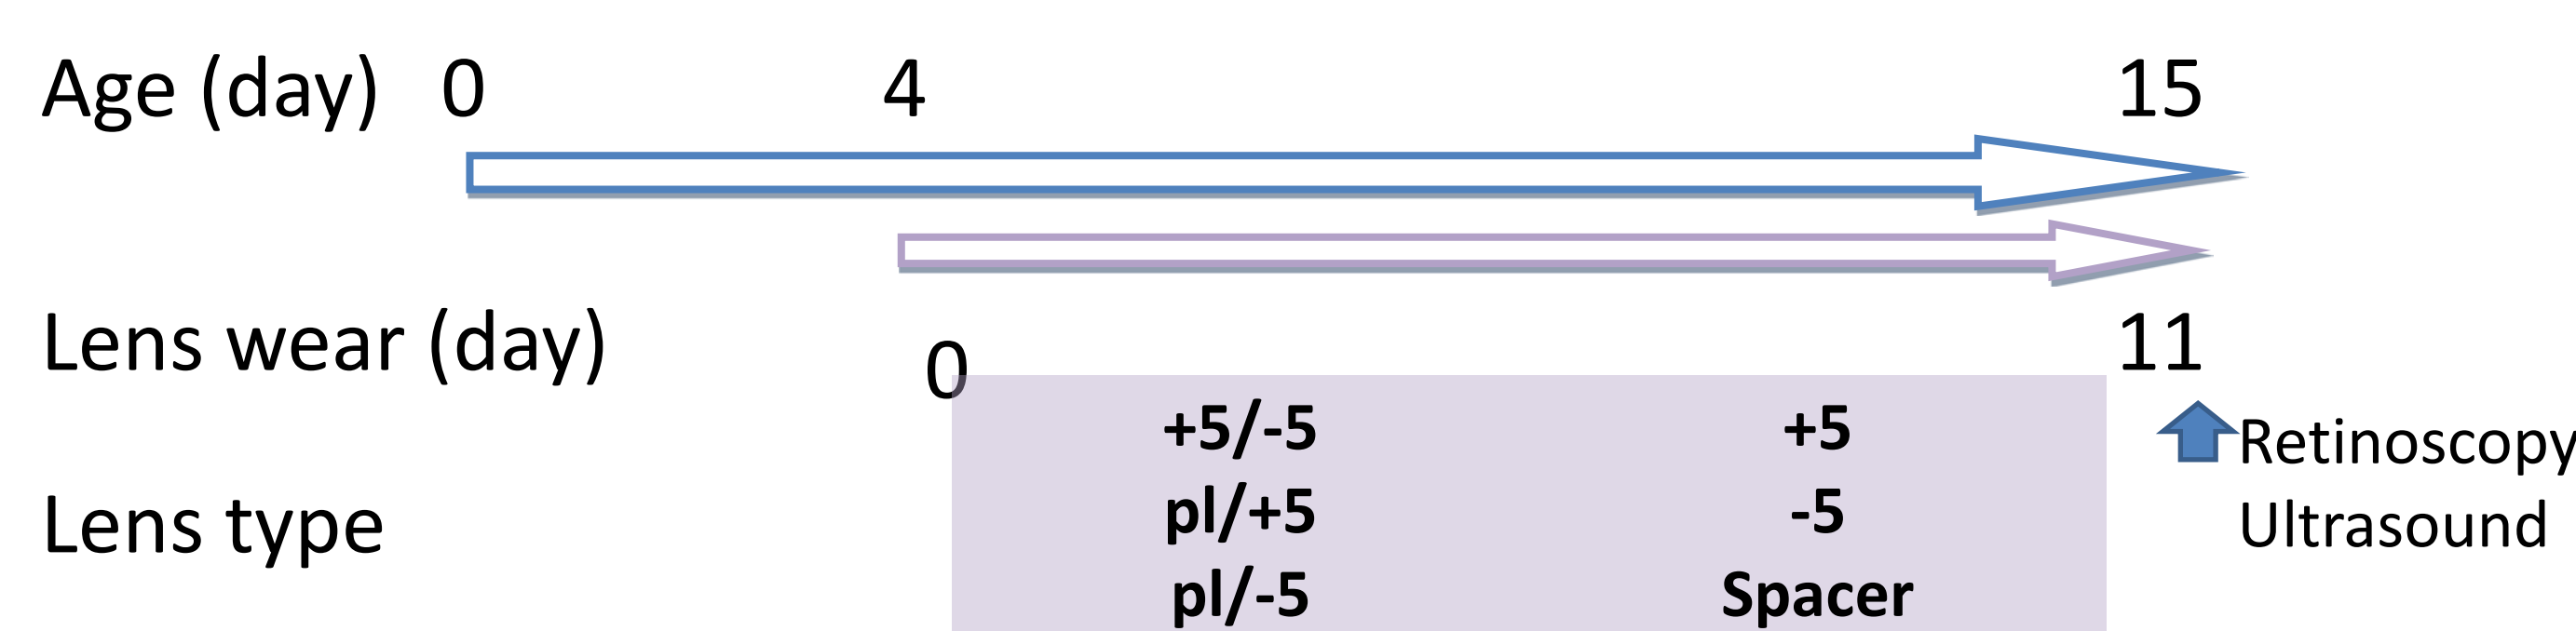 Age (day) 0 4 15
Lens wear (day) 0 11
+5/-5 +5
Retinoscopy
Lens type pl/+5 -5 Ultrasound
pl/-5 Spacer